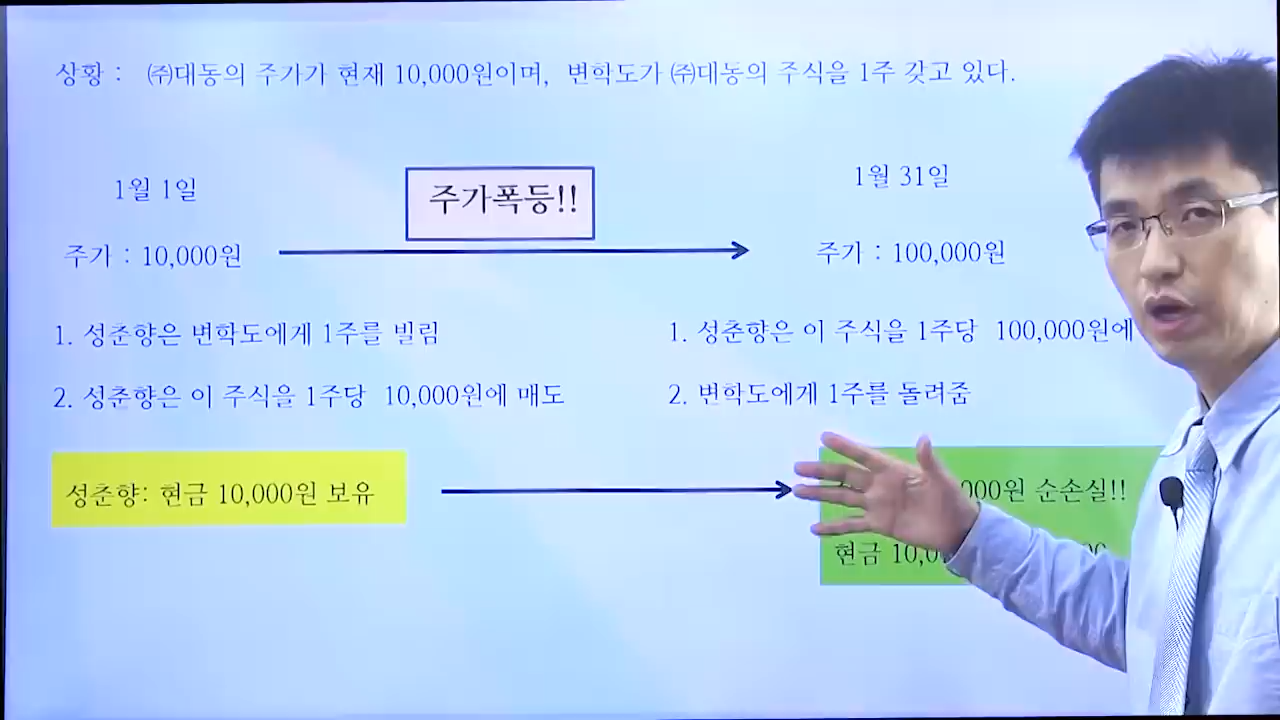 상황 : ㈜대동의 주가가 현재 10,000원이며, 변학도가 ㈜대동의 주식을 1주 갖고 있다.
1월 1일
주가폭등!!
1월 31일
주가 : 10,000원
주가 : 100,000원
1. 성춘향은 변학도에게 1주를 빌림
1. 성춘향은 이 주식을 1주당 100,000원에
2. 성춘향은 이 주식을 1주당 10,000원에 매도
2. 변학도에게 1주를 돌려줌
성춘향: 현금 10,000원 보유
순손실!!
현금